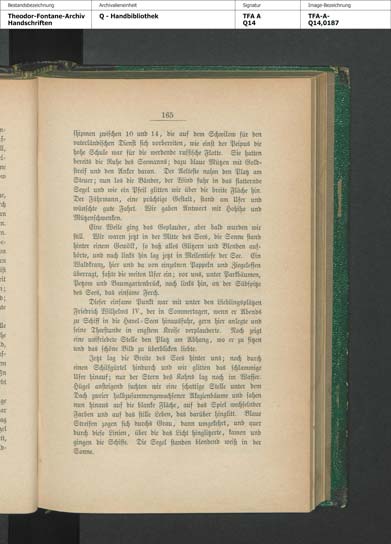 Bestandsbezeichnung
Theodor-Fontane-Archiv
Handschriften
Archivalieneinheit
Q - Handbibliothek
Signatur
TFA A
Q14
Image-Bezeichnung
TFA-A-
Q14,0187
165
shipmen zwischen 10 und 14, die auf dem Schwilow für den
vaterländischen Dienst sich vorbereiten, wie einst der Peipus die
hohe Schule war für die werdende russische Flotte. Sie hatten
bereits die Ruhe des Seemanns; dazu blaue Mützen mit Gold-
streif und den Anker daran. Der Aelteste nahm den Platz am
Steuer; nun los die Bänder, der Wind fuhr in das flatternde
Segel und wie ein Pfeil glitten wir über die breite Fläche hin.
Der Fährmann, eine prächtige Gestalt, stand am Ufer und
wünschte gute Fahrt. Wir gaben Antwort mit Hohiho und
Mützenschwenken.
Eine Weile ging das Geplauder, aber bald wurden wir
still. Wir waren jetzt in der Mitte des Sees, die Sonne stand
hinter einem Gewölk, so daß alles Glitzern und Blenden auf-
hörte, und nach links hin lag jetzt in Meilentiefe der See. Ein
Waldkranz, hier und da von einzelnen Pappeln und Ziegelessen
überragt, faßte die weiten Ufer ein; vor uns, unter Parkbäumen,
Petzow und Baumgartenbrück, nach links hin, an der Südspitze
des Sees, das einsame Ferch.
Dieser einsame Punkt war mit unter den Lieblingsplätzen
Friedrich Wilhelms IV., der in Sommertagen, wenn er Abends
zu Schiff in die Havel-Seen hinausfuhr, gern hier anlegte und
seine Theestunde in engstem Kreise verplauderte. Noch zeigt
eine umfriedete Stelle den Platz am Abhang, wo er zu sitzen
und das schöne Bild zu überblicken liebte.
Jetzt lag die Breite des Sees hinter uns; noch durch
einen Schilfgürtel hindurch und wir glitten das schlammige
Ufer hinauf; nur der Stern des Kahns lag noch im Wasser.
Hügel ansteigend suchten wir eine schattige Stelle unter dem
Dach zweier halbzusammengewachsener Akazienbäume und sahen
nun hinaus auf die blanke Fläche, auf das Spiel wechselnder
Farben und auf das stille Leben, das darüber hinglitt. Blaue
Streifen zogen sich durchs Grau, dann umgekehrt, und quer
durch diese Linien, über die das Licht hinglitzerte, kamen und
gingen die Schiffe. Die Segel standen blendend weiß in der
Sonne.